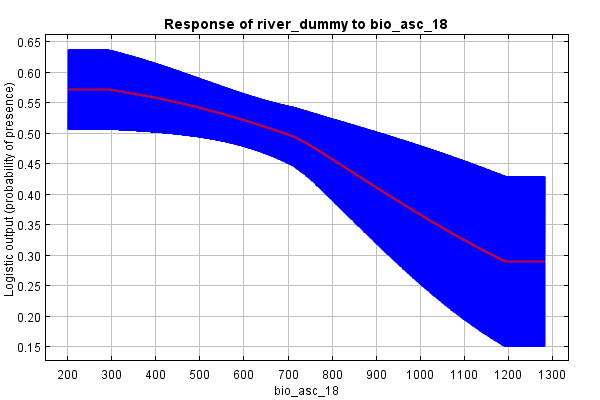 Response of river_dummy to bio_asc_18
Logistic output (probability of presence)
0.65
0.60
0.55
0.50
0.45
0.40
0.35
0.30
0.25
0.20
0.15
200 300 400 500 600 700 800 900 1000 1100 1200 1300
bio_asc_18